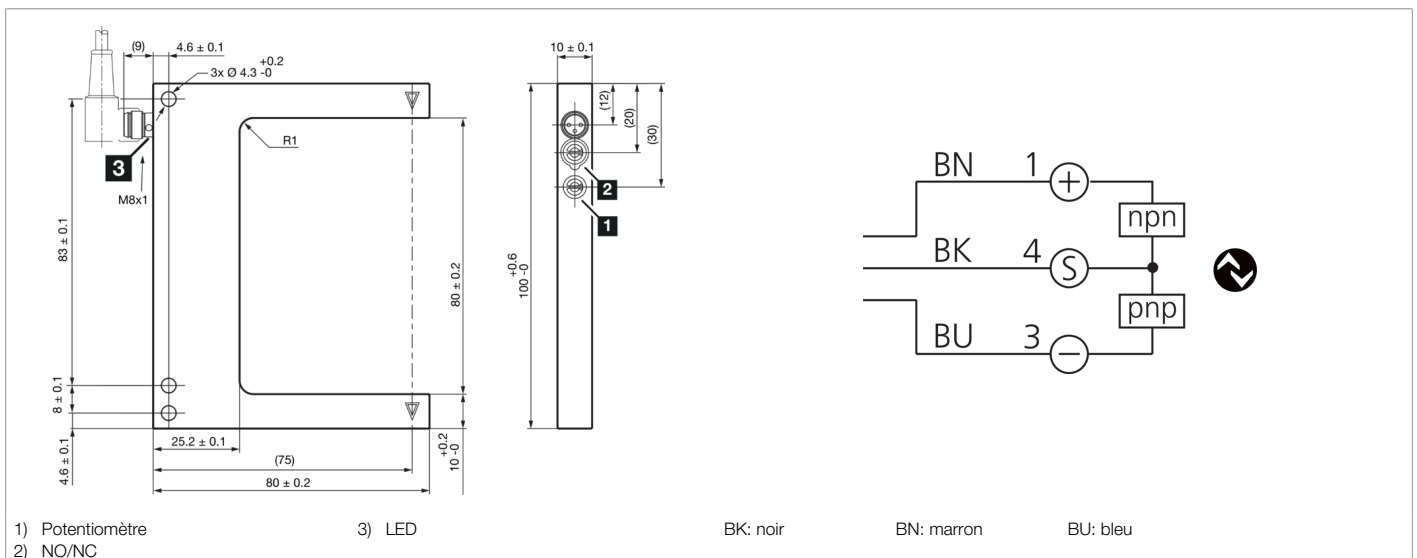 (9)
4.6 ± 0.1
3x Ø 4.3 +0.2 -0
R1
3
M8x1
83 ± 0.1
8 ± 0.1
4.6 ± 0.1
25.2 ± 0.1
(75)
80 ± 0.2
80 ± 0.2
+0.2
10 -0
10 ± 0.1
(12)
(20)
(30)
2
1
+0.6
100 -0
BN 1 +
npn
BK 4 S
pnp
BU 3 −
1) Potentiomètre 3) LED BK: noir BN: marron BU: bleu
2) NO/NC